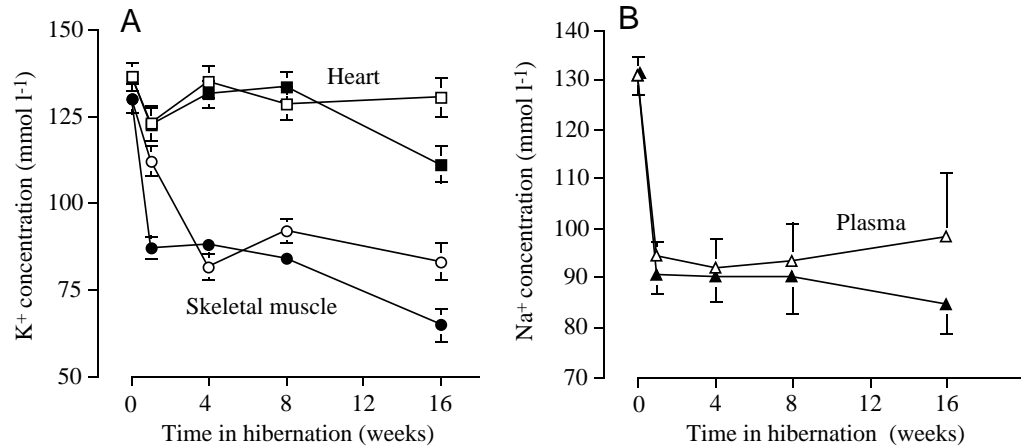 A
K⁺ concentration (mmol l⁻¹)
150
125
100
75
50
Heart
Skeletal muscle
0 4 8 12 16
Time in hibernation (weeks)
B
Na⁺ concentration (mmol l⁻¹)
140
130
120
110
100
90
80
70
Plasma
0 4 8 12 16
Time in hibernation (weeks)